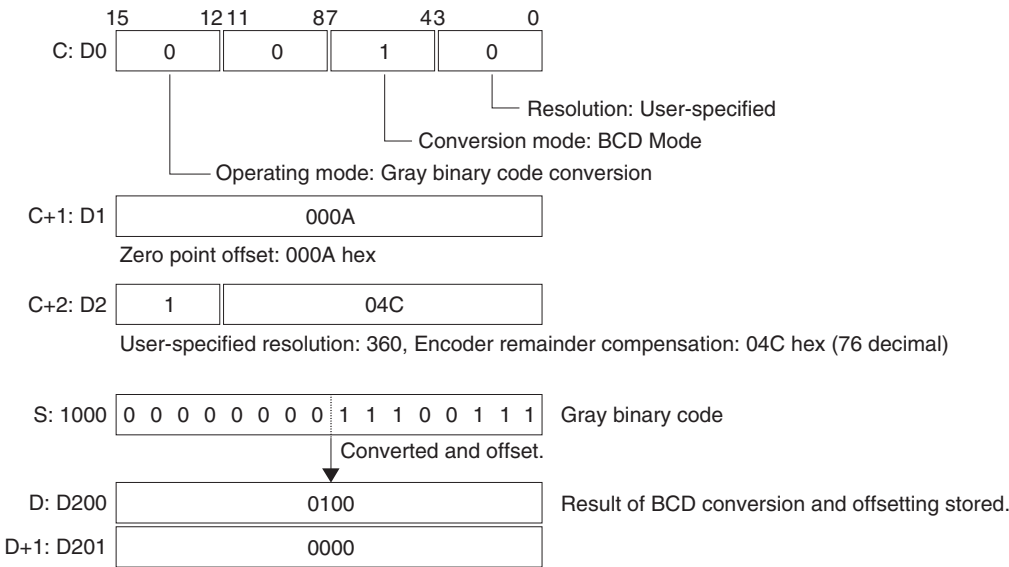 15 12 11 8 7 4 3 0
C: D0 0 0 1 0
Resolution: User-specified
Conversion mode: BCD Mode
Operating mode: Gray binary code conversion
C+1: D1 000A
Zero point offset: 000A hex
C+2: D2 1 04C
User-specified resolution: 360, Encoder remainder compensation: 04C hex (76 decimal)
S: 1000 0 0 0 0 0 0 0 0 1 1 1 0 0 1 1 1 Gray binary code
Converted and offset.
D: D200 0100 Result of BCD conversion and offsetting stored.
D+1: D201 0000